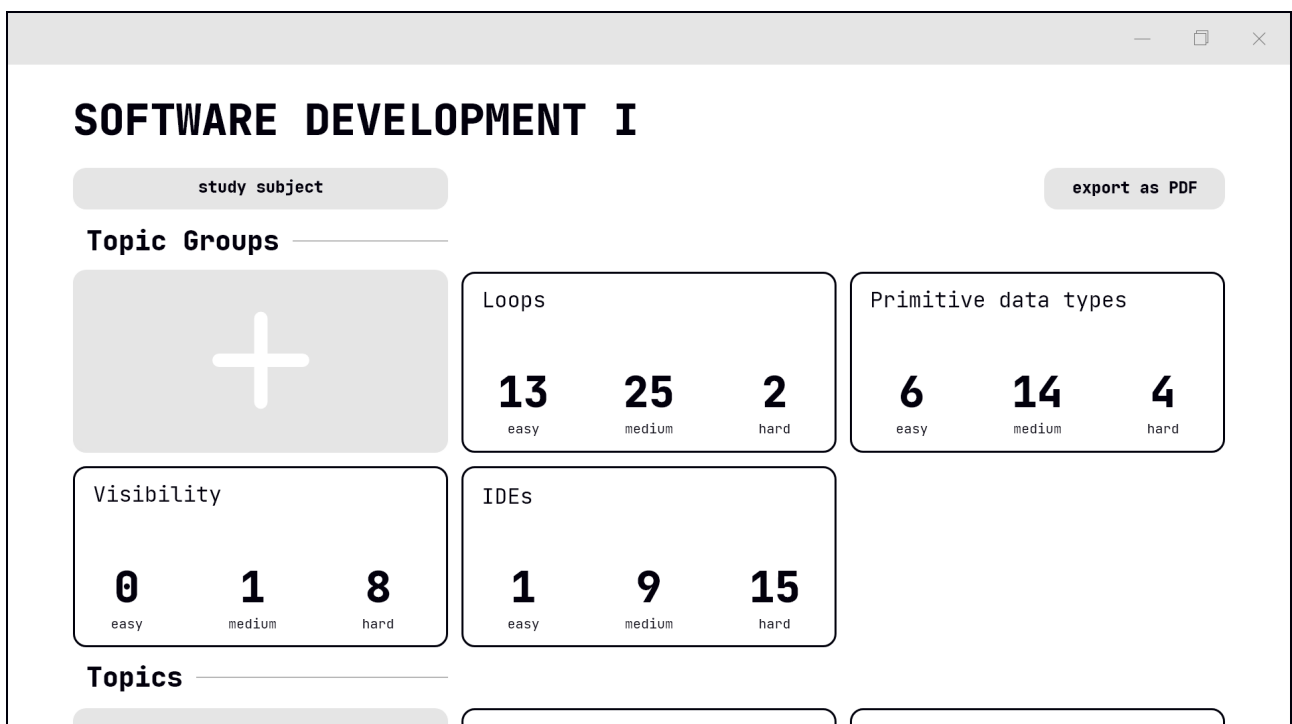 SOFTWARE DEVELOPMENT I
study subject
export as PDF
Topic Groups
Loops
13 25 2
easy medium hard
Primitive data types
6 14 4
easy medium hard
Visibility
0 1 8
easy medium hard
IDEs
1 9 15
easy medium hard
Topics